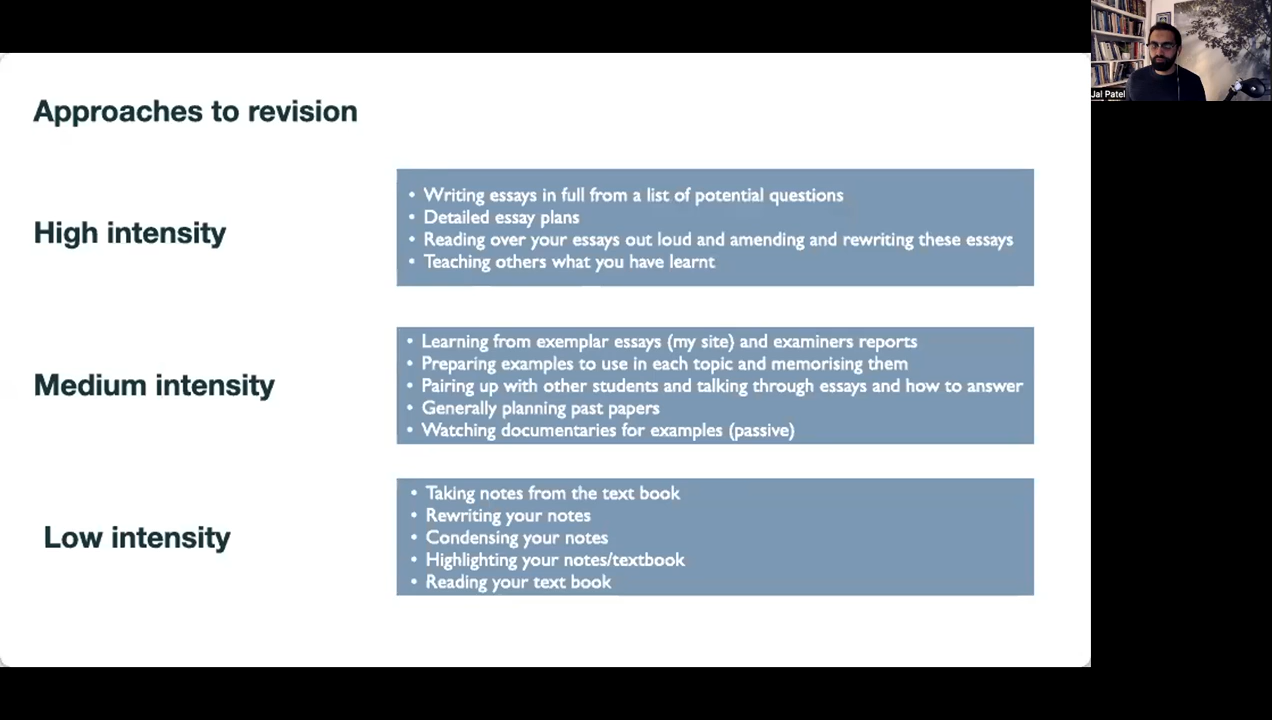 Approaches to revision
High intensity
• Writing essays in full from a list of potential questions
• Detailed essay plans
• Reading over your essays out loud and amending and rewriting these essays
• Teaching others what you have learnt
Medium intensity
• Learning from exemplar essays (my site) and examiners reports
• Preparing examples to use in each topic and memorising them
• Pairing up with other students and talking through essays and how to answer
• Generally planning past papers
• Watching documentaries for examples (passive)
Low intensity
• Taking notes from the text book
• Rewriting your notes
• Condensing your notes
• Highlighting your notes/textbook
• Reading your text book
Jai Patel